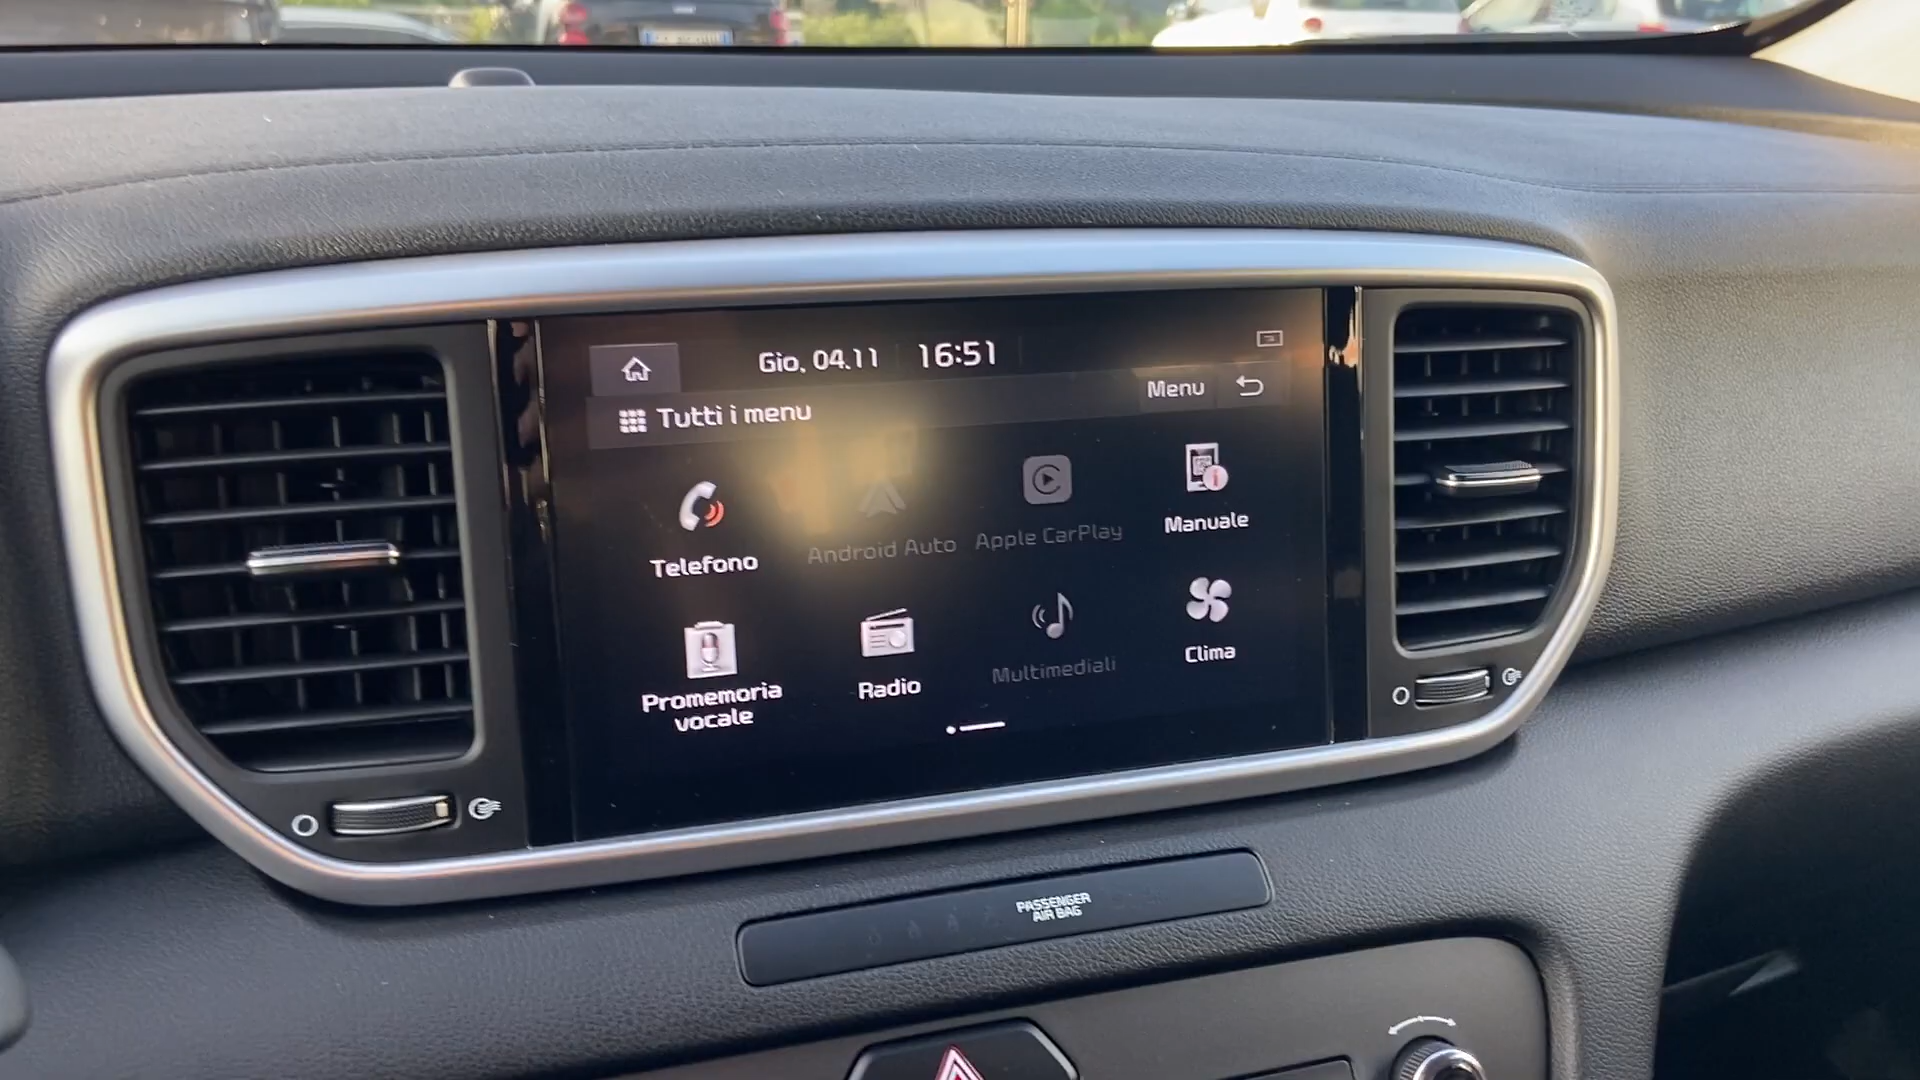 Gio, 04.11 16:51
Tutti i menu
Menu
Telefono
Android Auto
Apple CarPlay
Manuale
Promemoria
vocale
Radio
Multimediali
Clima
PASSENGER
AIR BAG